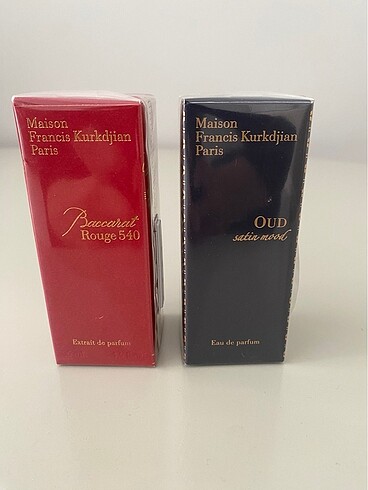 Maison
Francis Kurkdjian
Paris
Baccarat
Rouge 540
Extrait de parfum
Maison
Francis Kurkdjian
Paris
OUD
satin mood
Eau de parfum